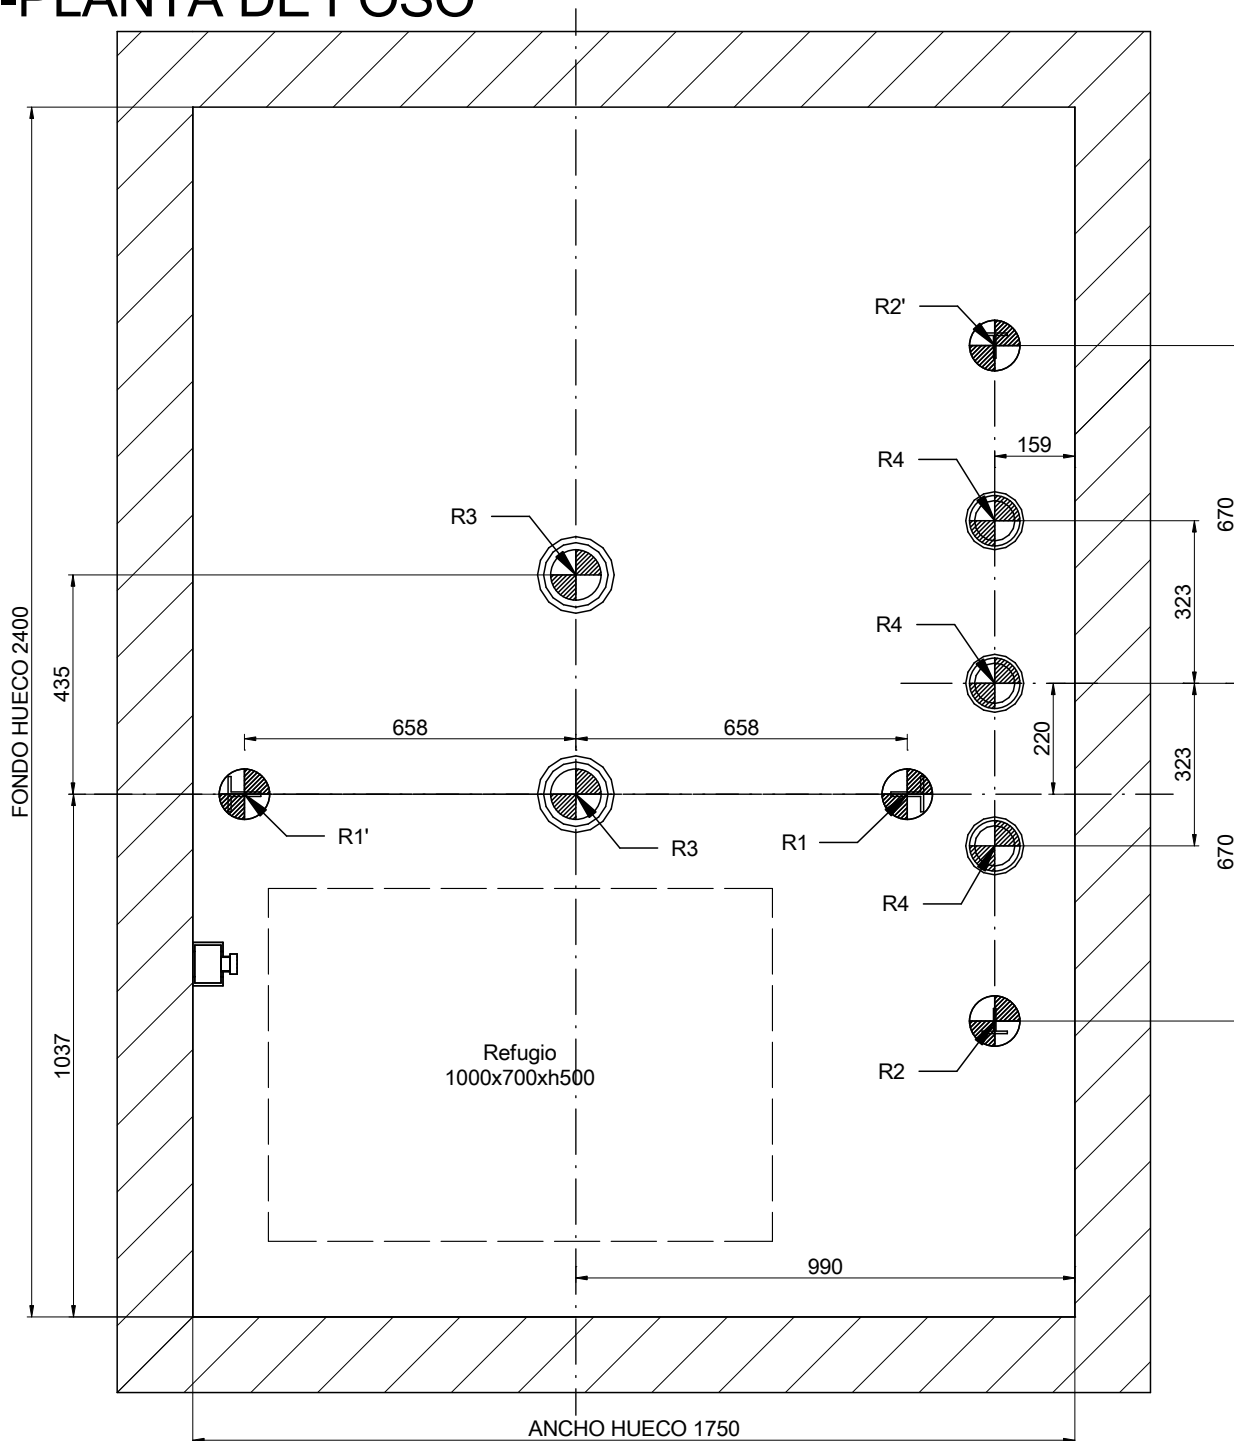 -PLANTA DE FOSO
R2'
159
R4
670
R3
323
FONDO HUECO 2400
435
R4
658
658
220
323
R1'
R3
R1
670
R4
1037
Refugio
1000x700xh500
R2
990
ANCHO HUECO 1750